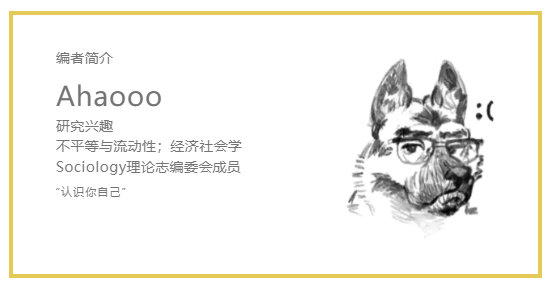 编者简介
Ahaooo
:(
研究兴趣
不平等与流动性；经济社会学
Sociology理论志编委会成员
“认识你自己”